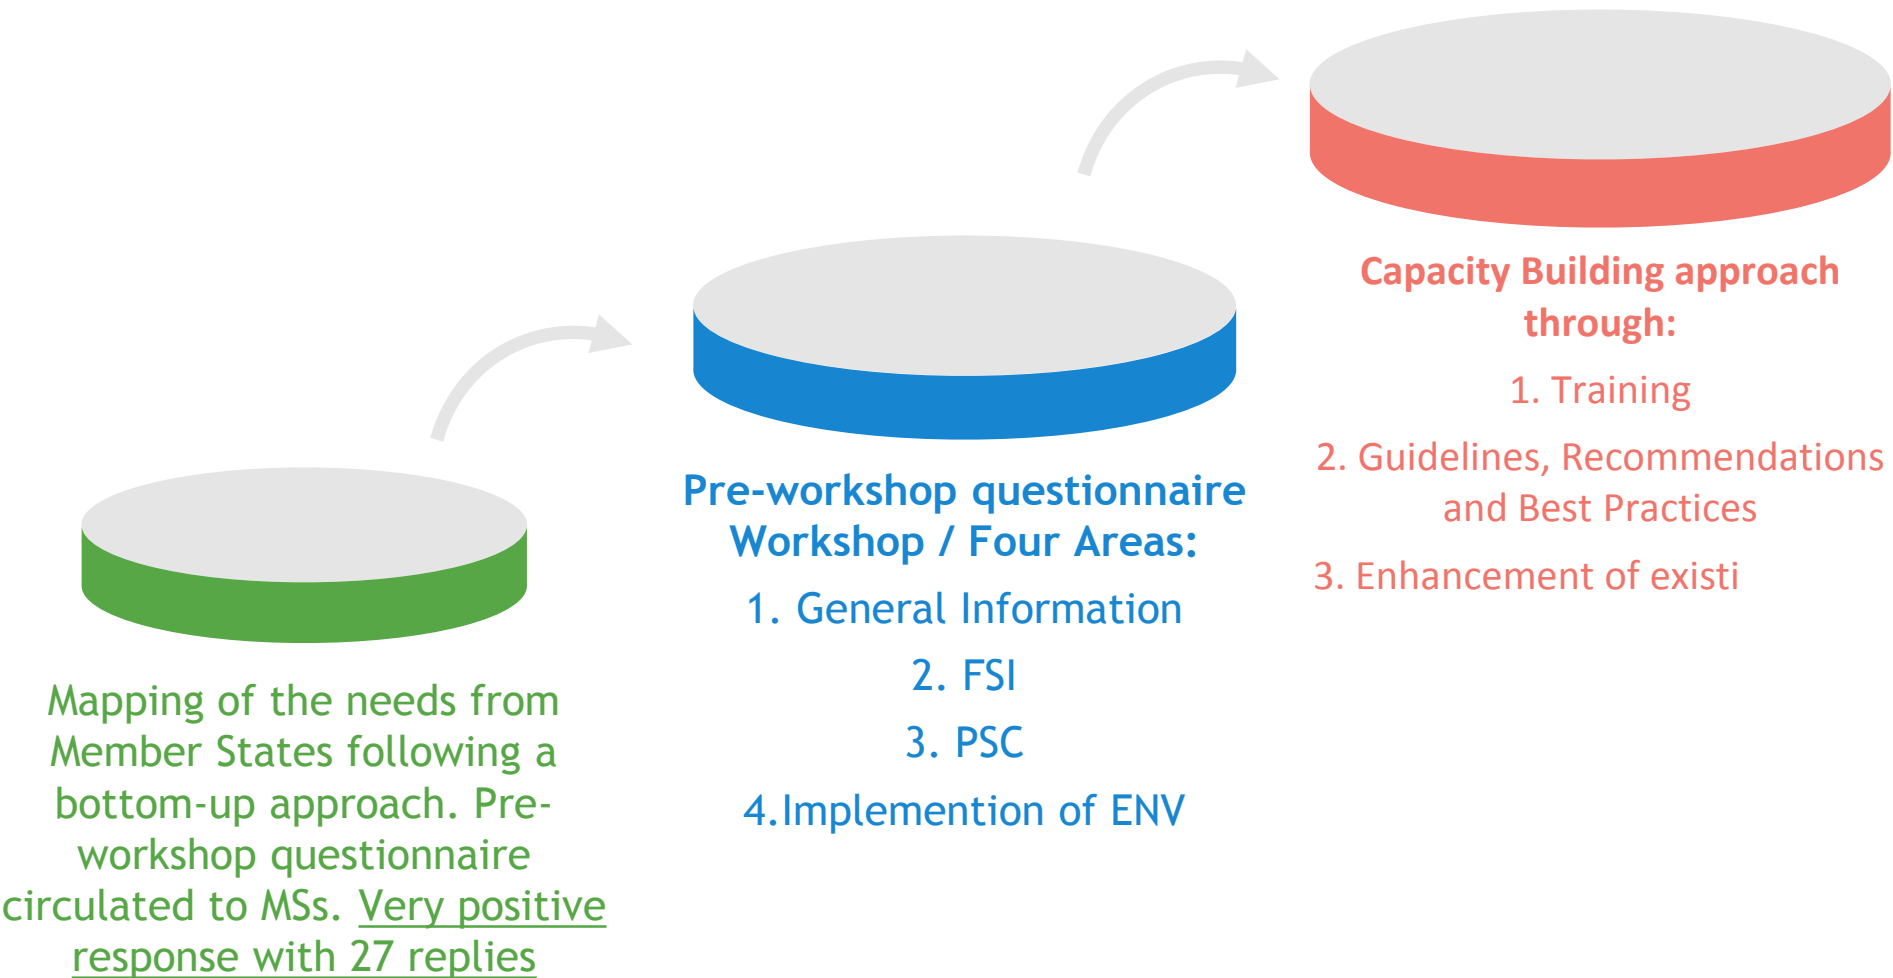 Mapping of the needs from
Member States following a
bottom-up approach. Pre-
workshop questionnaire
circulated to MSs. Very positive
response with 27 replies
Pre-workshop questionnaire
Workshop / Four Areas:
1. General Information
2. FSI
3. PSC
4.Implemention of ENV
Capacity Building approach
through:
1. Training
2. Guidelines, Recommendations
and Best Practices
3. Enhancement of existi